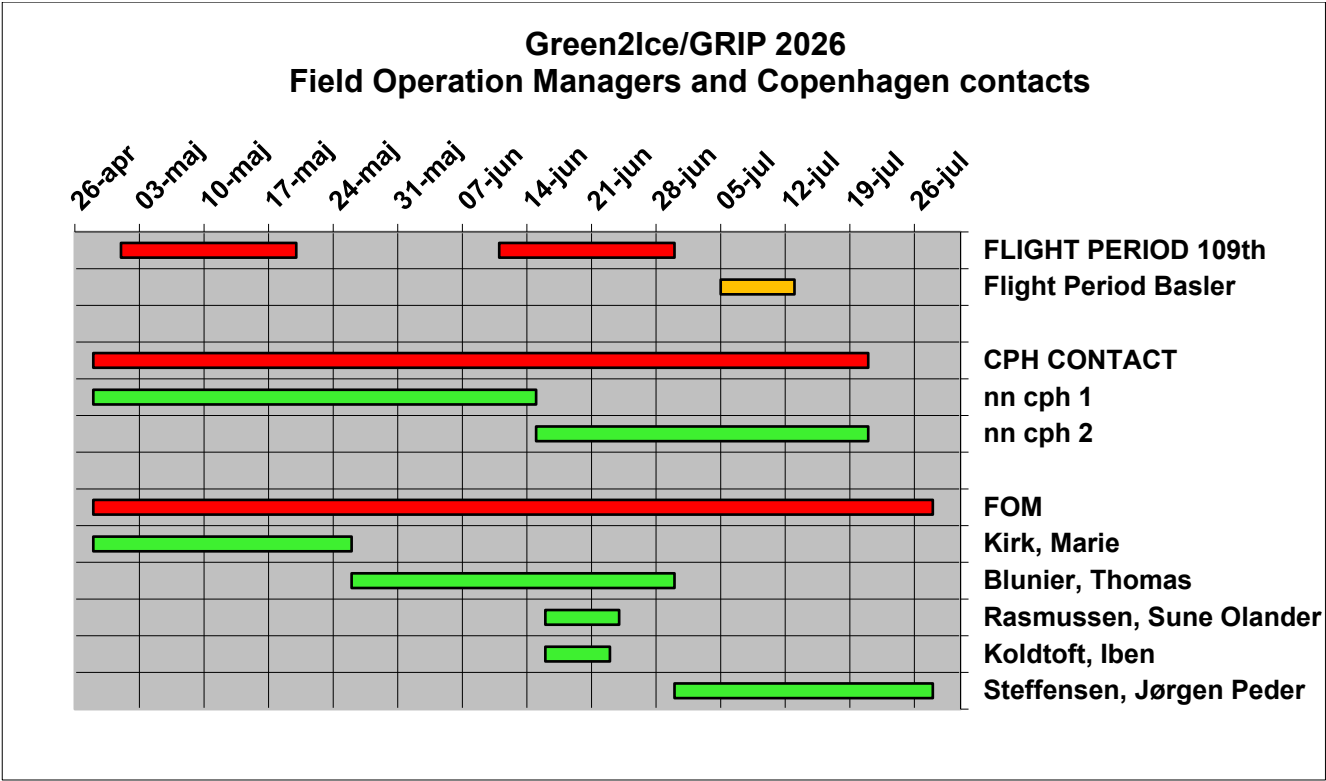 Green2Ice/GRIP 2026
Field Operation Managers and Copenhagen contacts
26-apr
03-maj
10-maj
17-maj
24-maj
31-maj
07-jun
14-jun
21-jun
28-jun
05-jul
12-jul
19-jul
26-jul
FLIGHT PERIOD 109th
Flight Period Basler
CPH CONTACT
nn cph 1
nn cph 2
FOM
Kirk, Marie
Blunier, Thomas
Rasmussen, Sune Olander
Koldtoft, Iben
Steffensen, Jørgen Peder